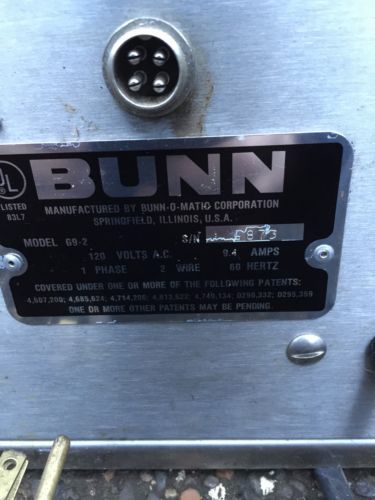 UL
®
LISTED
83L7
BUNN
MANUFACTURED BY BUNN-O-MATIC CORPORATION
SPRINGFIELD, ILLINOIS, U.S.A.
MODEL G9-2 S/N
120 VOLTS A.C. 9.4 AMPS
1 PHASE 2 WIRE 60 HERTZ
COVERED UNDER ONE OR MORE OF THE FOLLOWING PATENTS:
4,507,200; 4,685,624; 4,714,206; 4,813,622; 4,749,134; D290,332; D295,359
ONE OR MORE OTHER PATENTS MAY BE PENDING.